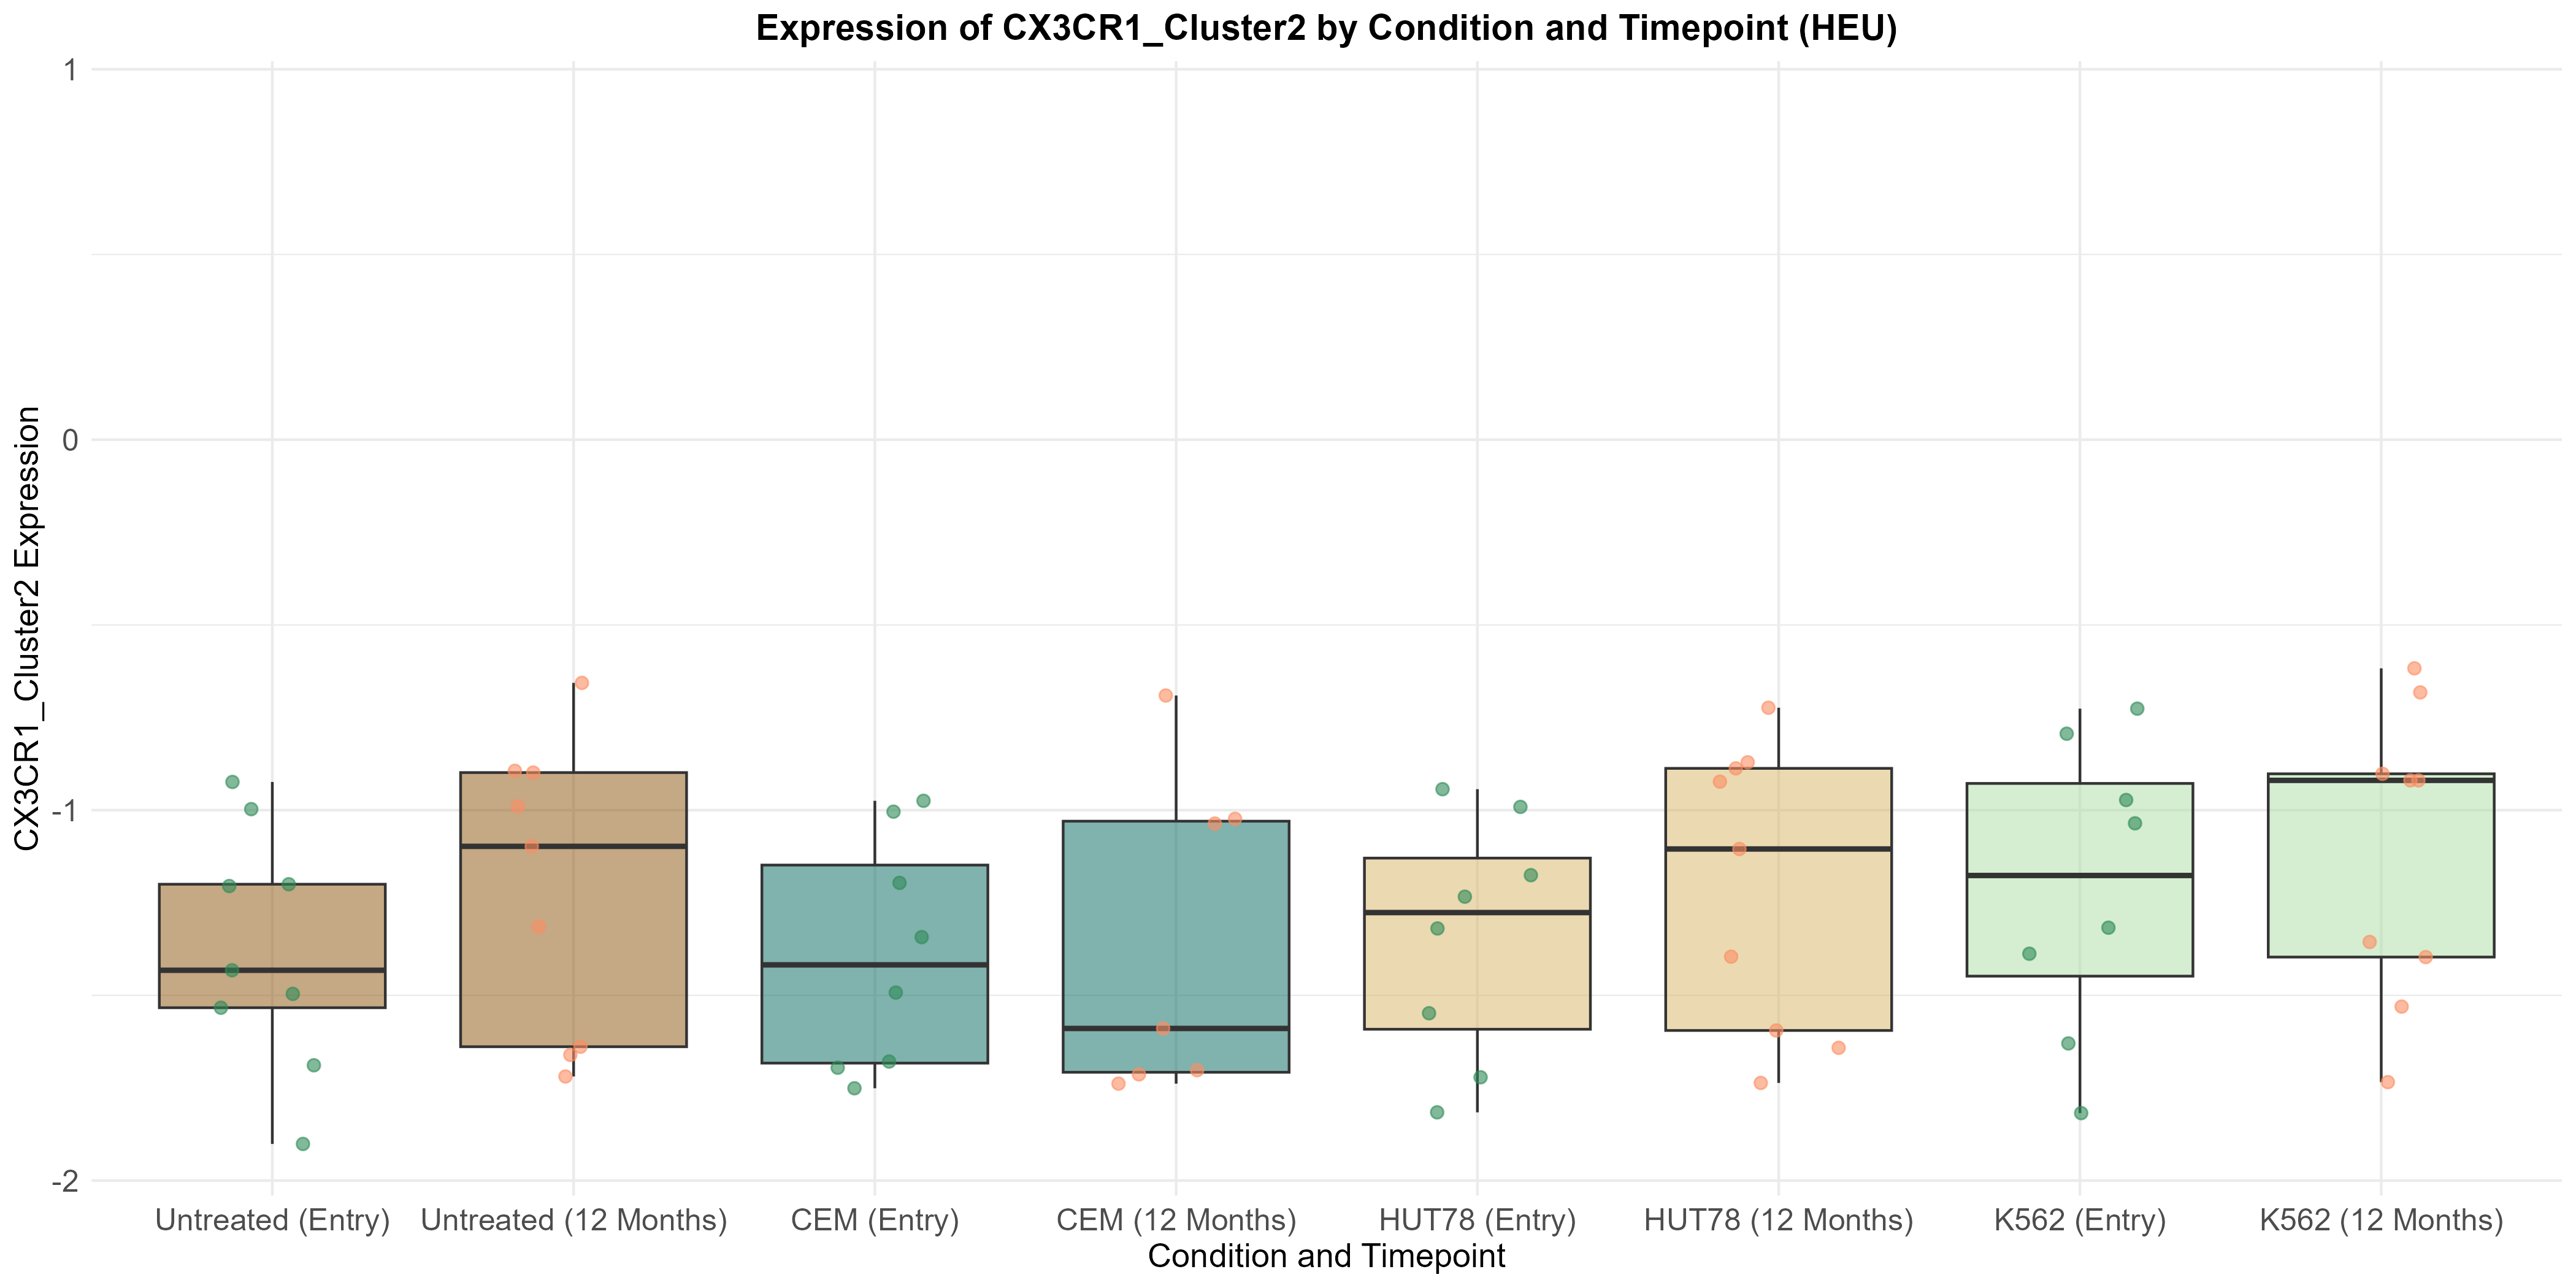 Expression of CX3CR1_Cluster2 by Condition and Timepoint (HEU)
CX3CR1_Cluster2 Expression
1
0
-1
-2
Untreated (Entry)
Untreated (12 Months)
CEM (Entry)
CEM (12 Months)
HUT78 (Entry)
HUT78 (12 Months)
K562 (Entry)
K562 (12 Months)
Condition and Timepoint